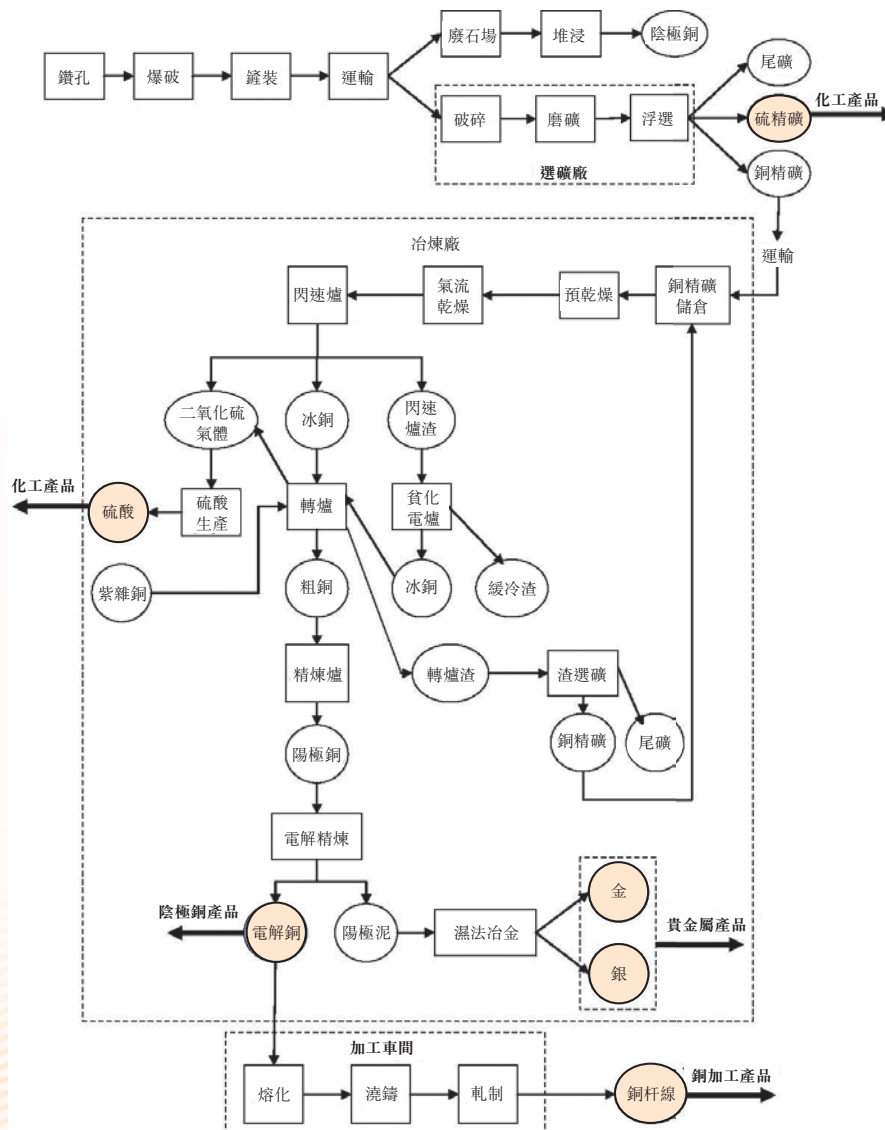 鑽孔
爆破
鏟裝
運輸
廢石場
堆浸
陰極銅
破碎
磨礦
浮選
選礦廠
尾礦
硫精礦
化工產品
銅精礦
運輸
冶煉廠
閃速爐
氣流
乾燥
預乾燥
銅精礦
儲倉
二氧化硫
氣體
冰銅
閃速
爐渣
化工產品
硫酸
硫酸
生產
轉爐
貧化
電爐
紫雜銅
粗銅
冰銅
緩冷渣
精煉爐
轉爐渣
渣選礦
陽極銅
銅精礦
尾礦
電解精煉
陰極銅產品
電解銅
陽極泥
濕法冶金
金
銀
貴金屬產品
加工車間
熔化
澆鑄
軋制
銅杆線
銅加工產品